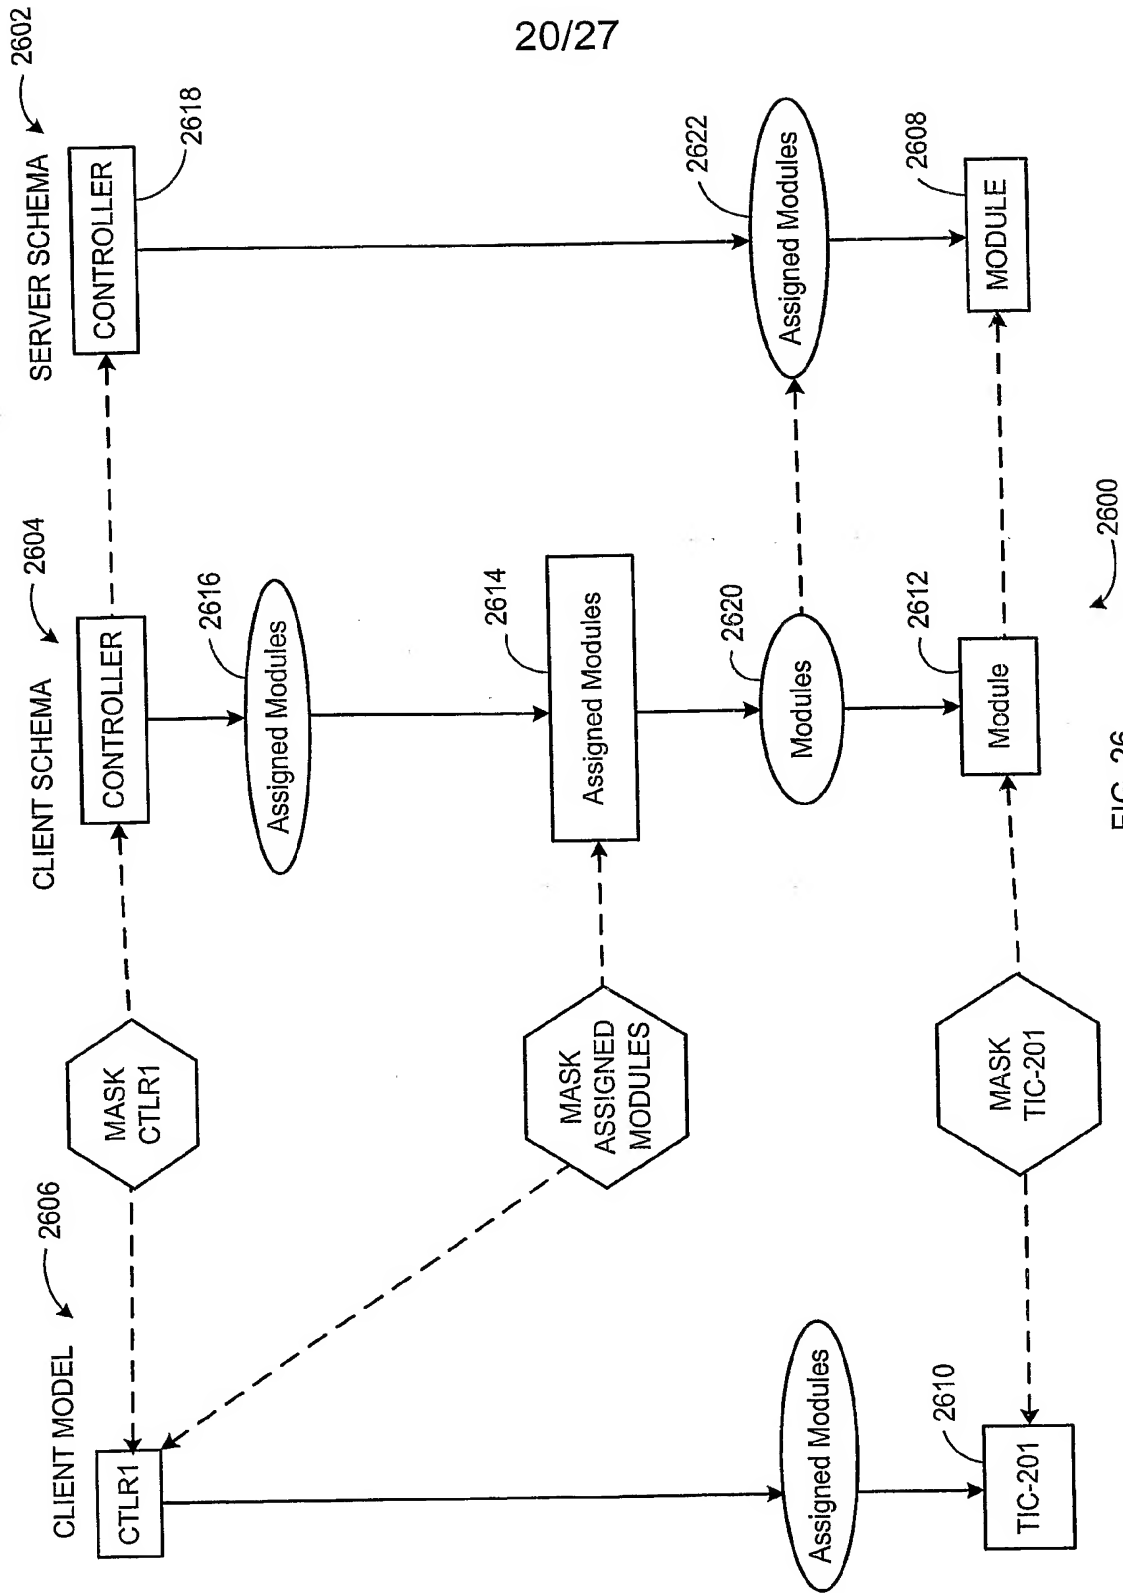 20/27
CLIENT MODEL
2606
CLIENT SCHEMA
2604
SERVER SCHEMA
2602
CTLR1
MASK
CTLR1
CONTROLLER
CONTROLLER
2618
2616
Assigned Modules
MASK
ASSIGNED
MODULES
2614
Assigned Modules
Assigned Modules
2620
Modules
2622
Assigned Modules
2610
TIC-201
MASK
TIC-201
2612
Module
2608
MODULE
2600
FIG. 26